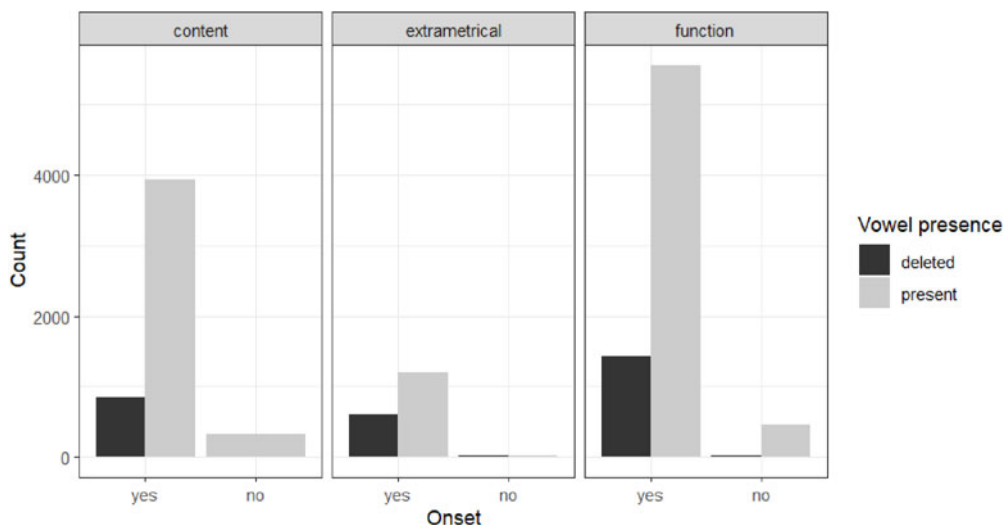 content extrametrical function
4000
2000
0
Count
yes no yes no yes no
Onset
Vowel presence
deleted
present